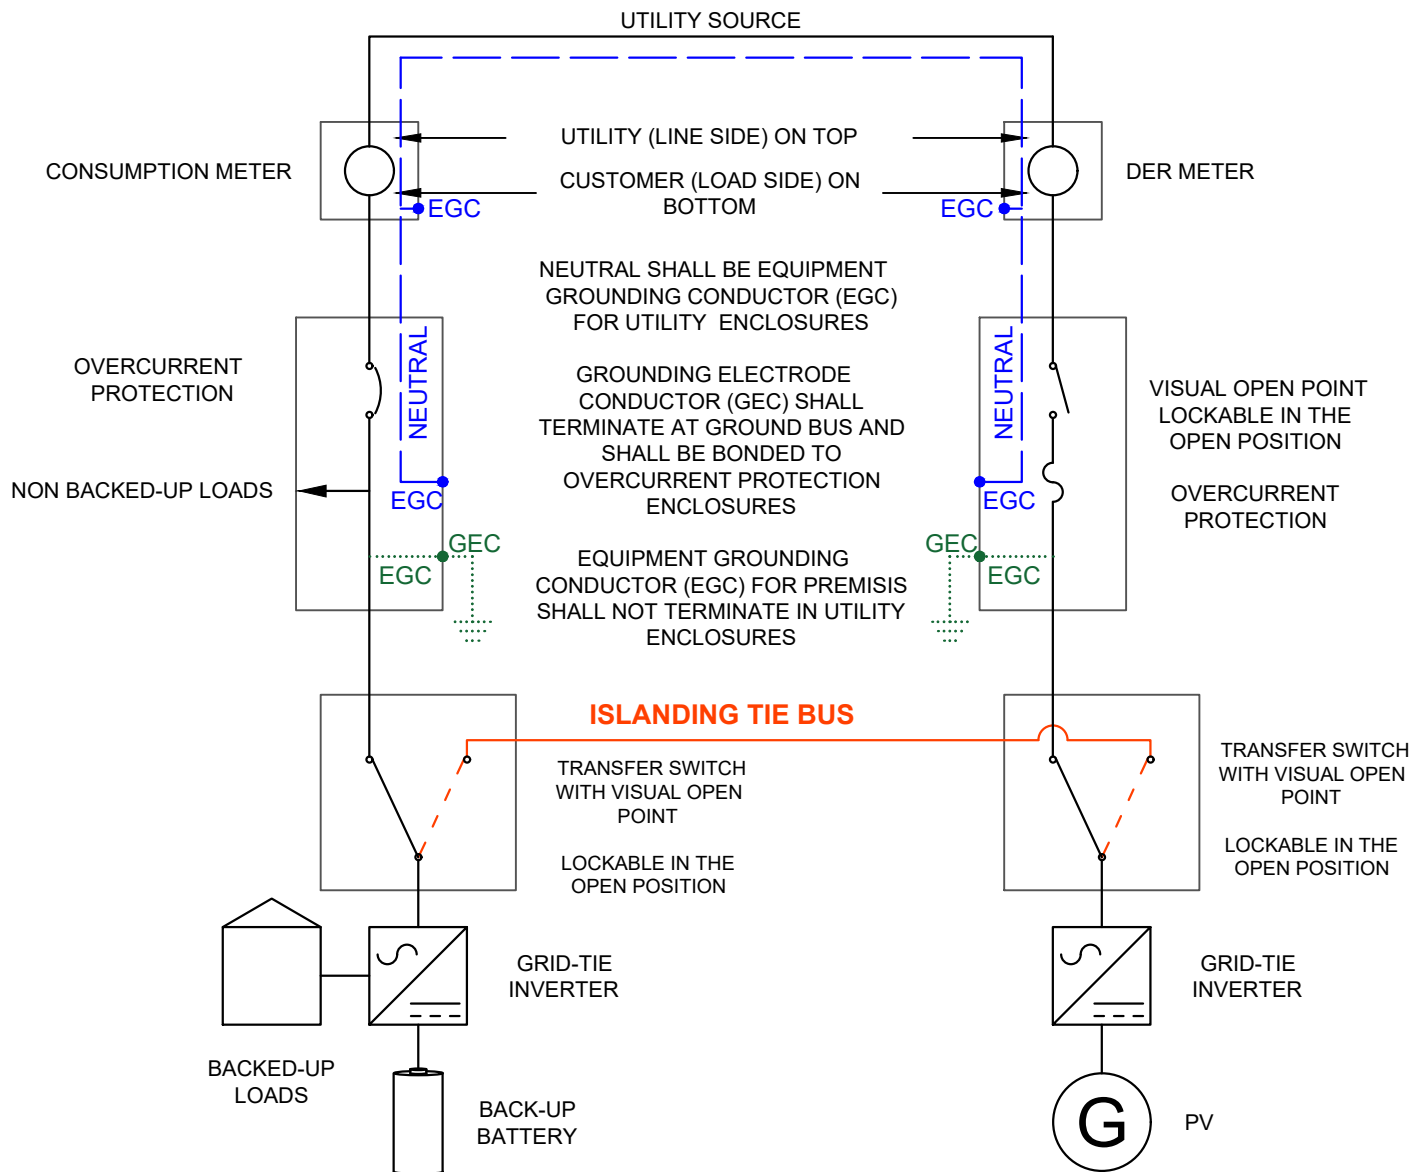 UTILITY SOURCE
UTILITY (LINE SIDE) ON TOP
CONSUMPTION METER
DER METER
CUSTOMER (LOAD SIDE) ON
BOTTOM
EGC
EGC
NEUTRAL SHALL BE EQUIPMENT
GROUNDING CONDUCTOR (EGC)
FOR UTILITY ENCLOSURES
OVERCURRENT
PROTECTION
NEUTRAL
GROUNDING ELECTRODE
CONDUCTOR (GEC) SHALL
TERMINATE AT GROUND BUS AND
SHALL BE BONDED TO
OVERCURRENT PROTECTION
ENCLOSURES
NEUTRAL
VISUAL OPEN POINT
LOCKABLE IN THE
OPEN POSITION
NON BACKED-UP LOADS
EGC
EGC
OVERCURRENT
PROTECTION
GEC
EGC
EQUIPMENT GROUNDING
CONDUCTOR (EGC) FOR PREMISIS
SHALL NOT TERMINATE IN UTILITY
ENCLOSURES
GEC
EGC
ISLANDING TIE BUS
TRANSFER SWITCH
WITH VISUAL OPEN
POINT
LOCKABLE IN THE
OPEN POSITION
TRANSFER SWITCH
WITH VISUAL OPEN
POINT
LOCKABLE IN THE
OPEN POSITION
GRID-TIE
INVERTER
GRID-TIE
INVERTER
BACKED-UP
LOADS
BACK-UP
BATTERY
G
PV